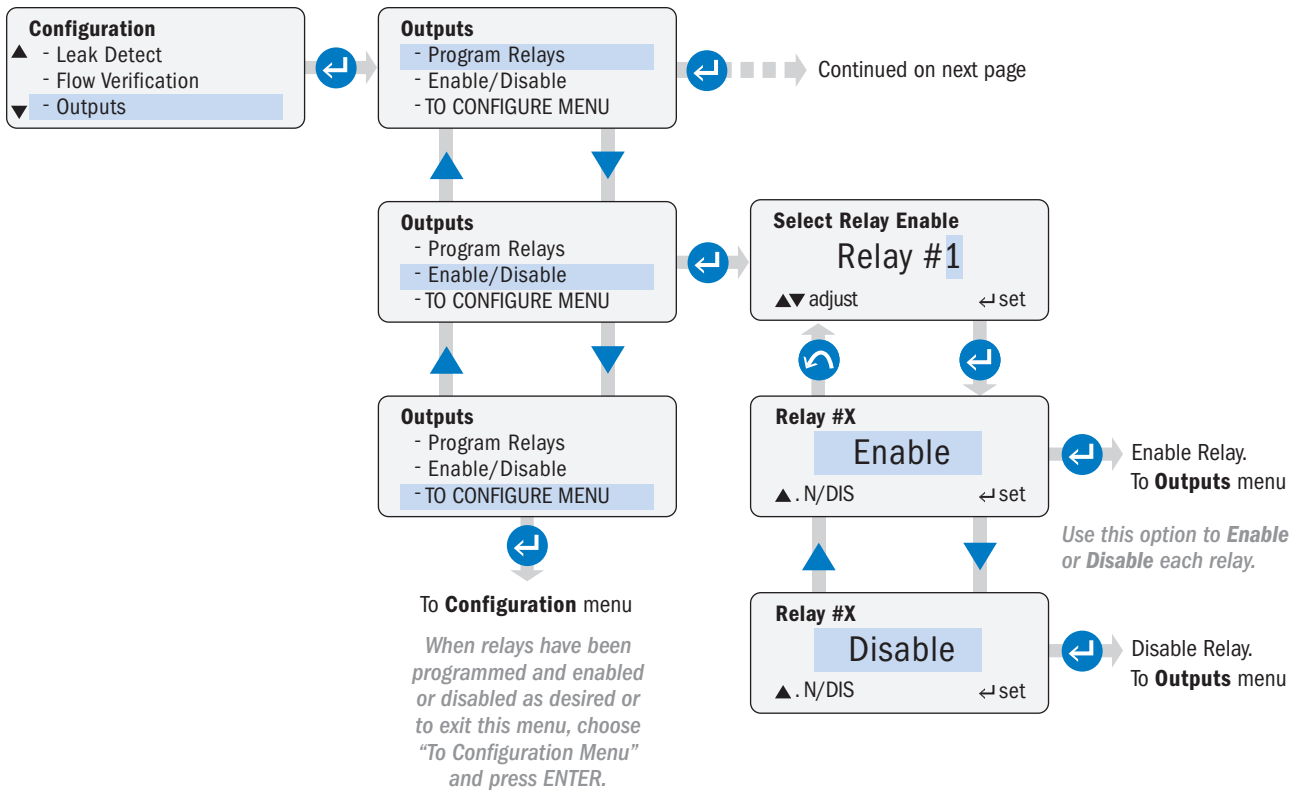 Configuration
▲ - Leak Detect
- Flow Verification
▼ - Outputs
Outputs
- Program Relays
- Enable/Disable
- TO CONFIGURE MENU
Continued on next page
Outputs
- Program Relays
- Enable/Disable
- TO CONFIGURE MENU
Select Relay Enable
Relay #1
▲▼ adjust ↵ set
Outputs
- Program Relays
- Enable/Disable
- TO CONFIGURE MENU
Relay #X
Enable
▲ . N/DIS ↵ set
Enable Relay.
To Outputs menu
Use this option to Enable
or Disable each relay.
To Configuration menu
When relays have been
programmed and enabled
or disabled as desired or
to exit this menu, choose
“To Configuration Menu”
and press ENTER.
Relay #X
Disable
▲ . N/DIS ↵ set
Disable Relay.
To Outputs menu